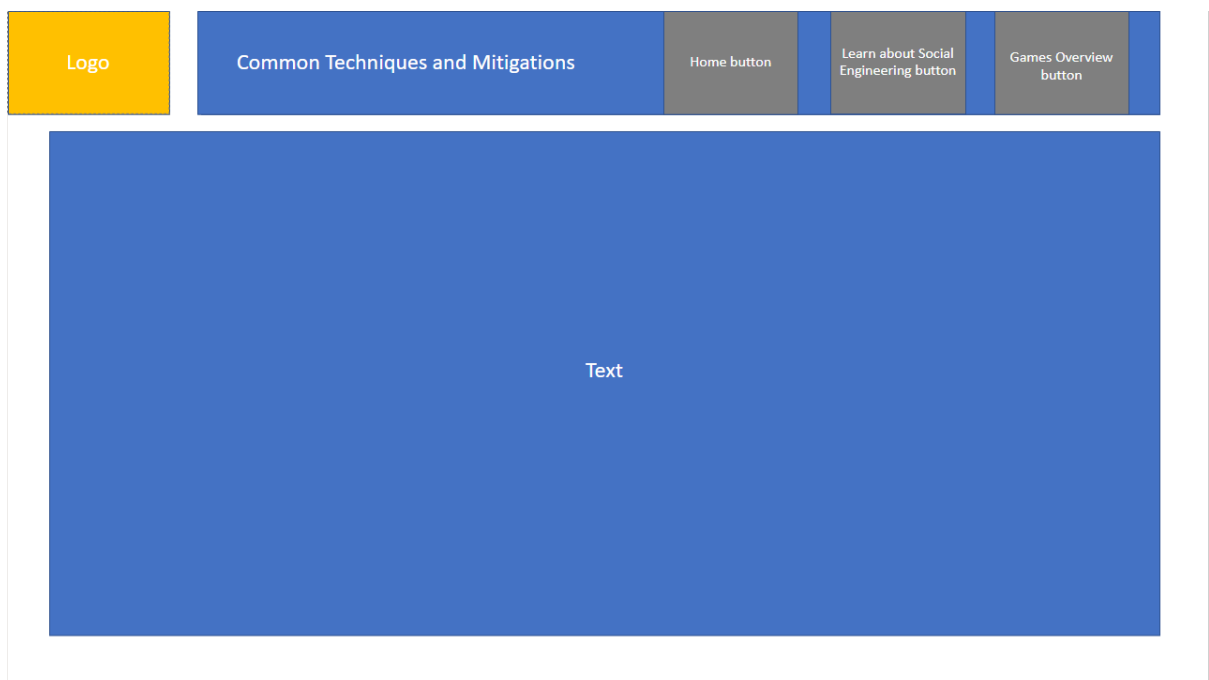 Logo
Common Techniques and Mitigations
Home button
Learn about Social
Engineering button
Games Overview
button
Text